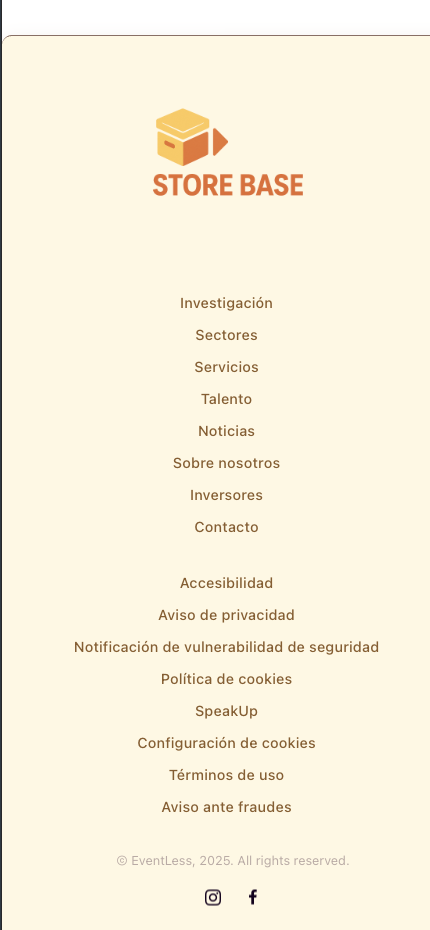 STORE BASE
Investigación
Sectores
Servicios
Talento
Noticias
Sobre nosotros
Inversores
Contacto
Accesibilidad
Aviso de privacidad
Notificación de vulnerabilidad de seguridad
Política de cookies
SpeakUp
Configuración de cookies
Términos de uso
Aviso ante fraudes
© EventLess, 2025. All rights reserved.